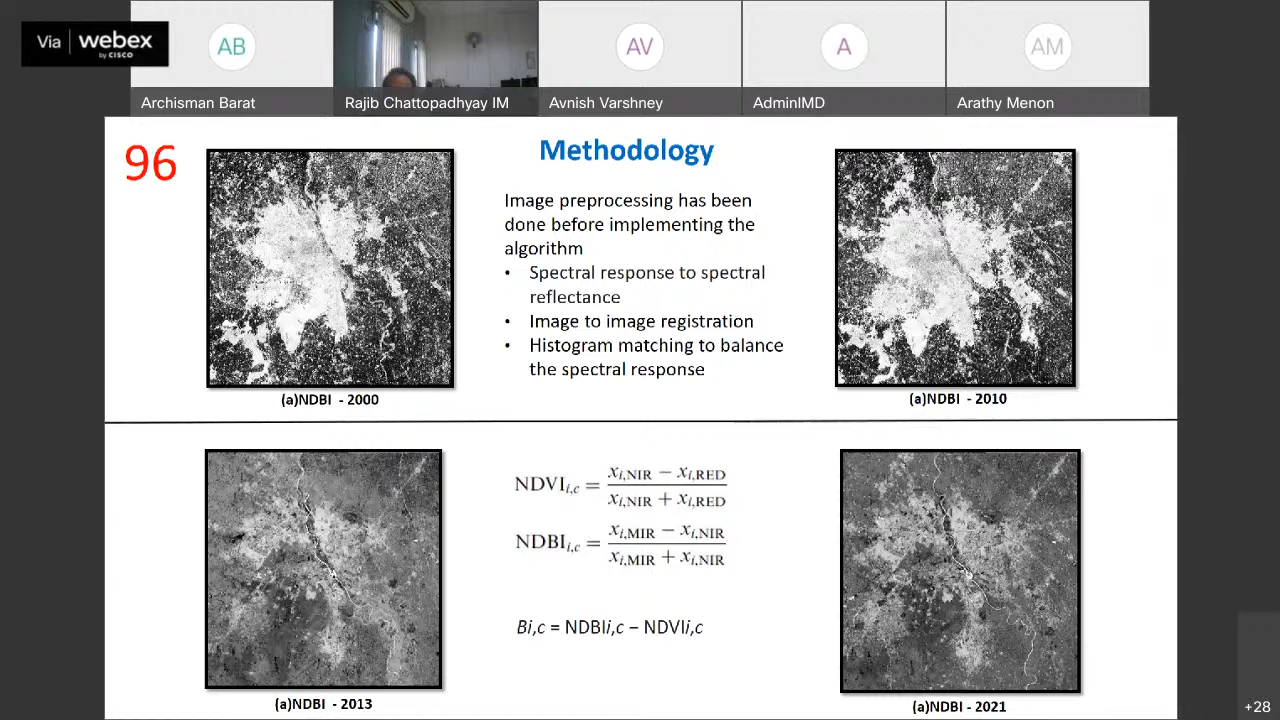 Via webex
by CISCO
AB
AV
A
AM
Archisman Barat
Rajib Chattopadhyay IM
Avnish Varshney
AdminIMD
Arathy Menon
96
Methodology
Image preprocessing has been
done before implementing the
algorithm
• Spectral response to spectral
reflectance
• Image to image registration
• Histogram matching to balance
the spectral response
(a)NDBI - 2000
(a)NDBI - 2010
NDVIi,c = (xi,NIR − xi,RED) / (xi,NIR + xi,RED)
NDBIi,c = (xi,MIR − xi,NIR) / (xi,MIR + xi,NIR)
Bi,c = NDBIi,c – NDVIi,c
(a)NDBI - 2013
(a)NDBI - 2021
+28